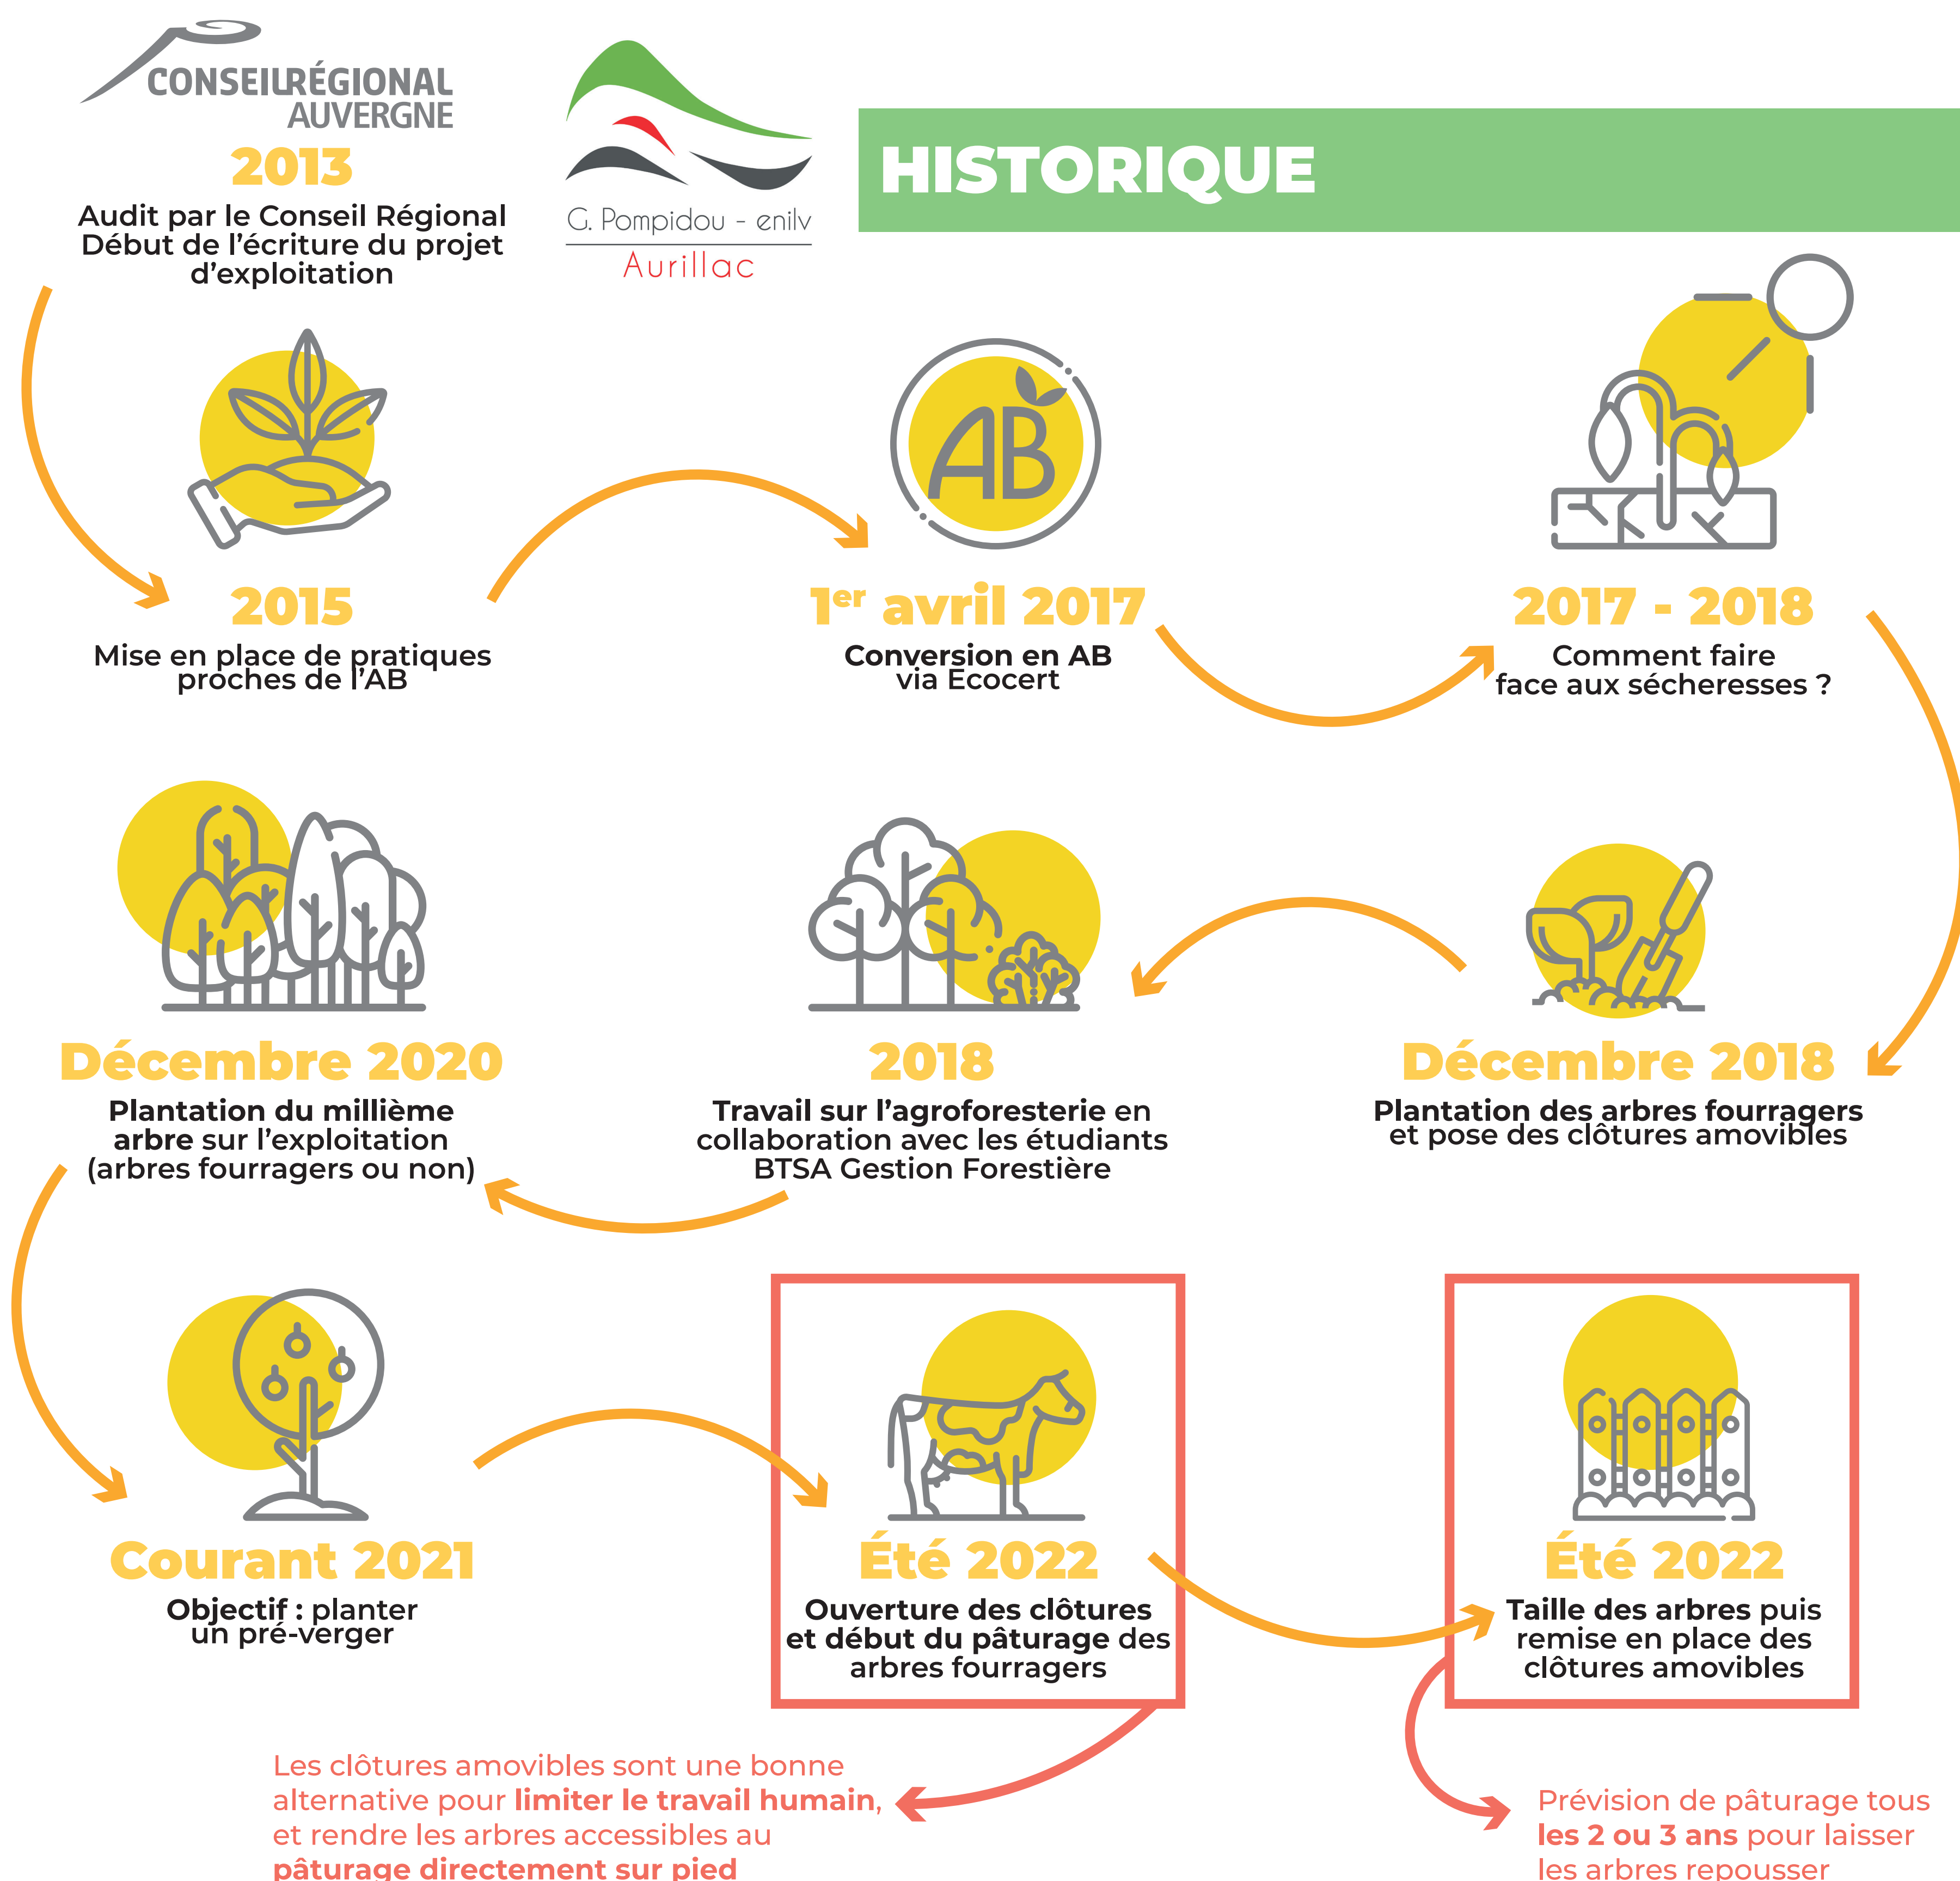 CONSEILRÉGIONAL
AUVERGNE
G. Pompidou - enilv
Aurillac
HISTORIQUE
2013
Audit par le Conseil Régional
Début de l’écriture du projet
d’exploitation
2015
Mise en place de pratiques
proches de l’AB
AB
1er avril 2017
Conversion en AB
via Ecocert
2017 - 2018
Comment faire
face aux sécheresses ?
Décembre 2018
Plantation des arbres fourragers
et pose des clôtures amovibles
2018
Travail sur l’agroforesterie en
collaboration avec les étudiants
BTSA Gestion Forestière
Décembre 2020
Plantation du millième
arbre sur l’exploitation
(arbres fourragers ou non)
Courant 2021
Objectif : planter
un pré-verger
Été 2022
Ouverture des clôtures
et début du pâturage des
arbres fourragers
Été 2022
Taille des arbres puis
remise en place des
clôtures amovibles
Les clôtures amovibles sont une bonne
alternative pour limiter le travail humain,
et rendre les arbres accessibles au
pâturage directement sur pied
Prévision de pâturage tous
les 2 ou 3 ans pour laisser
les arbres repousser